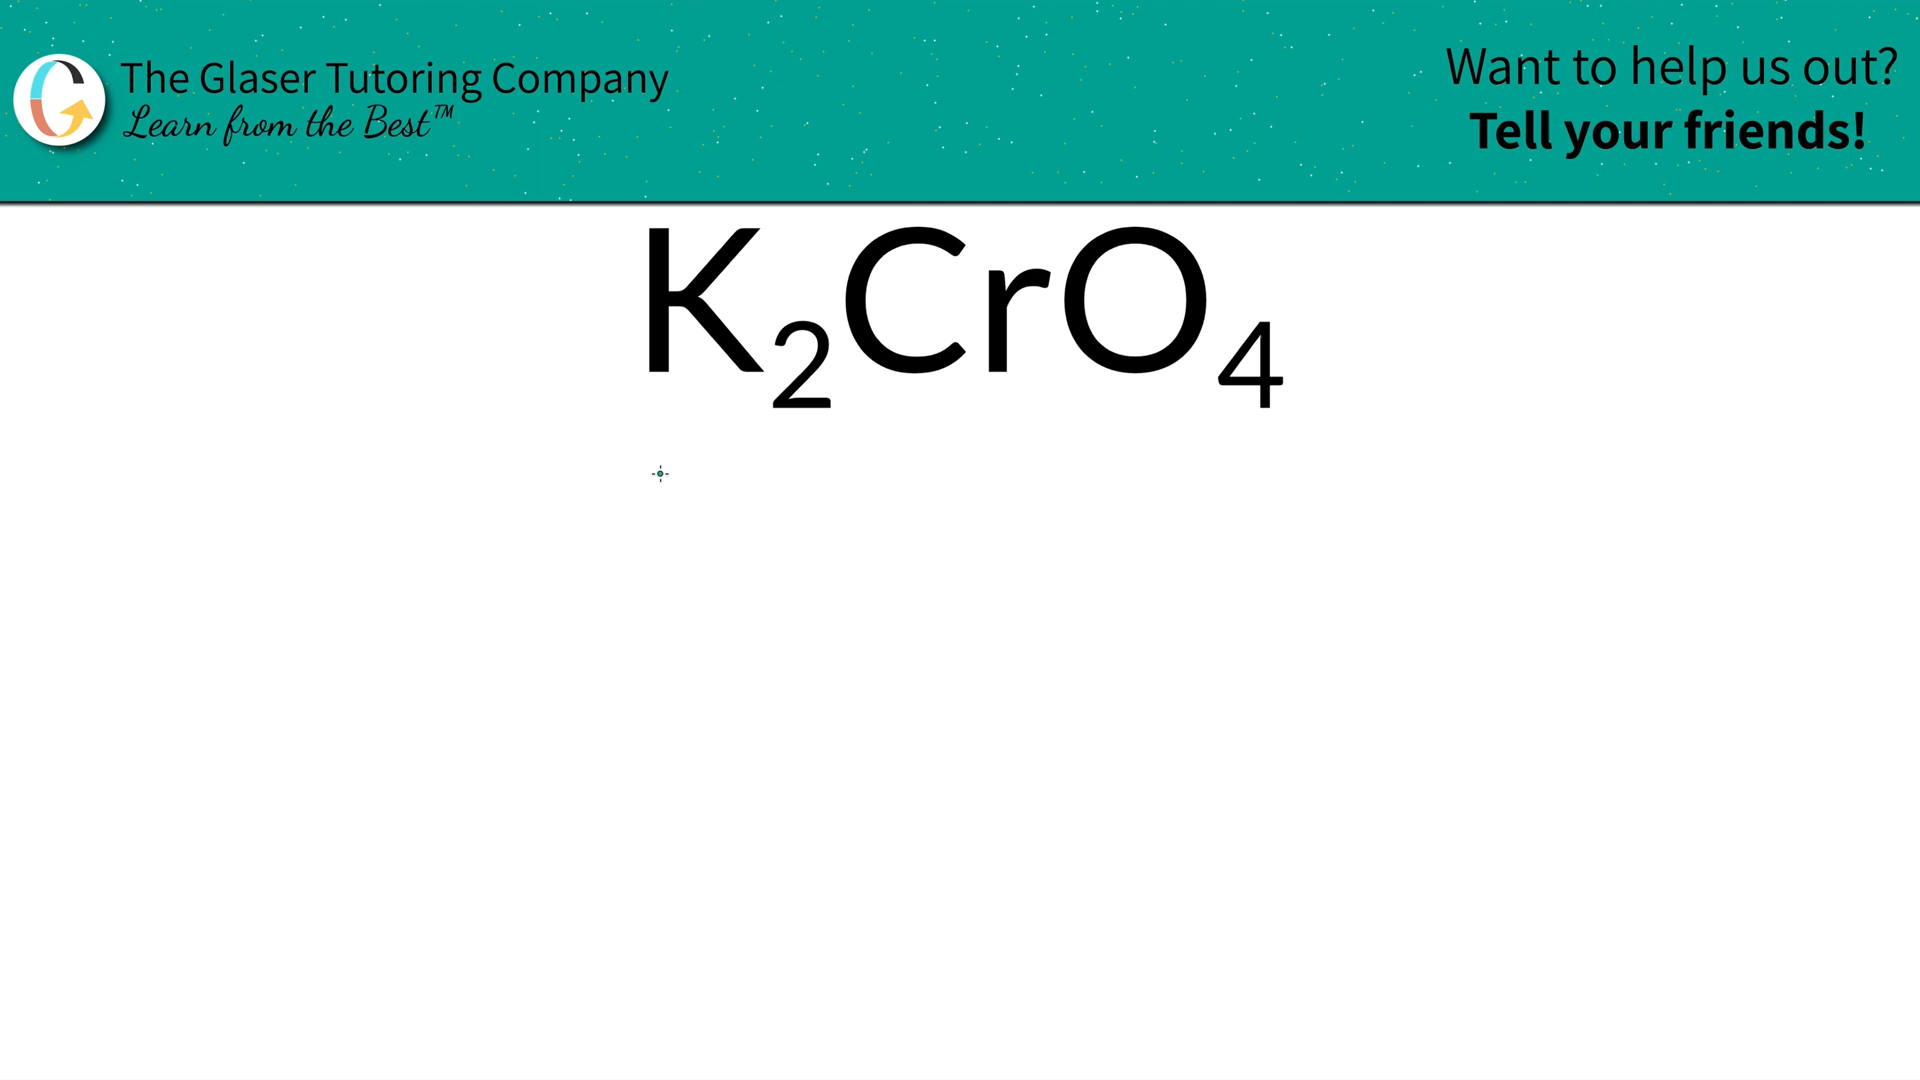 The Glaser Tutoring Company
Learn from the Best™
Want to help us out?
Tell your friends!
K₂CrO₄